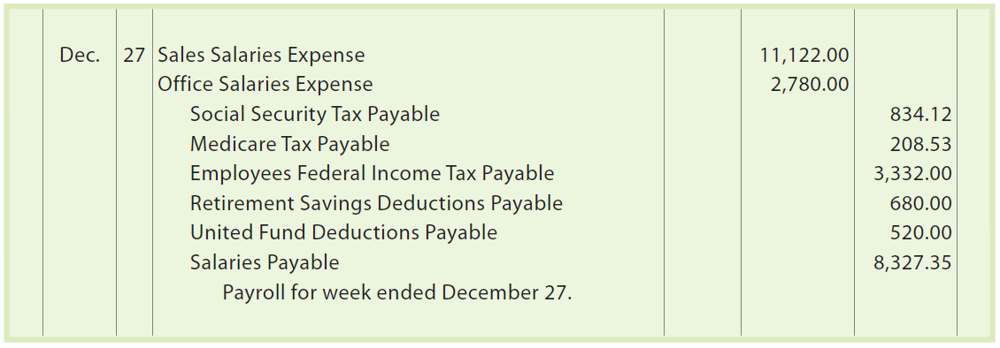 Dec. 27 Sales Salaries Expense 11,122.00
Office Salaries Expense 2,780.00
Social Security Tax Payable 834.12
Medicare Tax Payable 208.53
Employees Federal Income Tax Payable 3,332.00
Retirement Savings Deductions Payable 680.00
United Fund Deductions Payable 520.00
Salaries Payable 8,327.35
Payroll for week ended December 27.